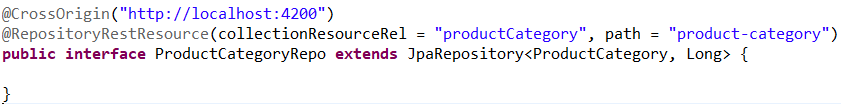 @CrossOrigin("http://localhost:4200")
@RepositoryRestResource(collectionResourceRel = "productCategory", path = "product-category")
public interface ProductCategoryRepo extends JpaRepository<ProductCategory, Long> {
}